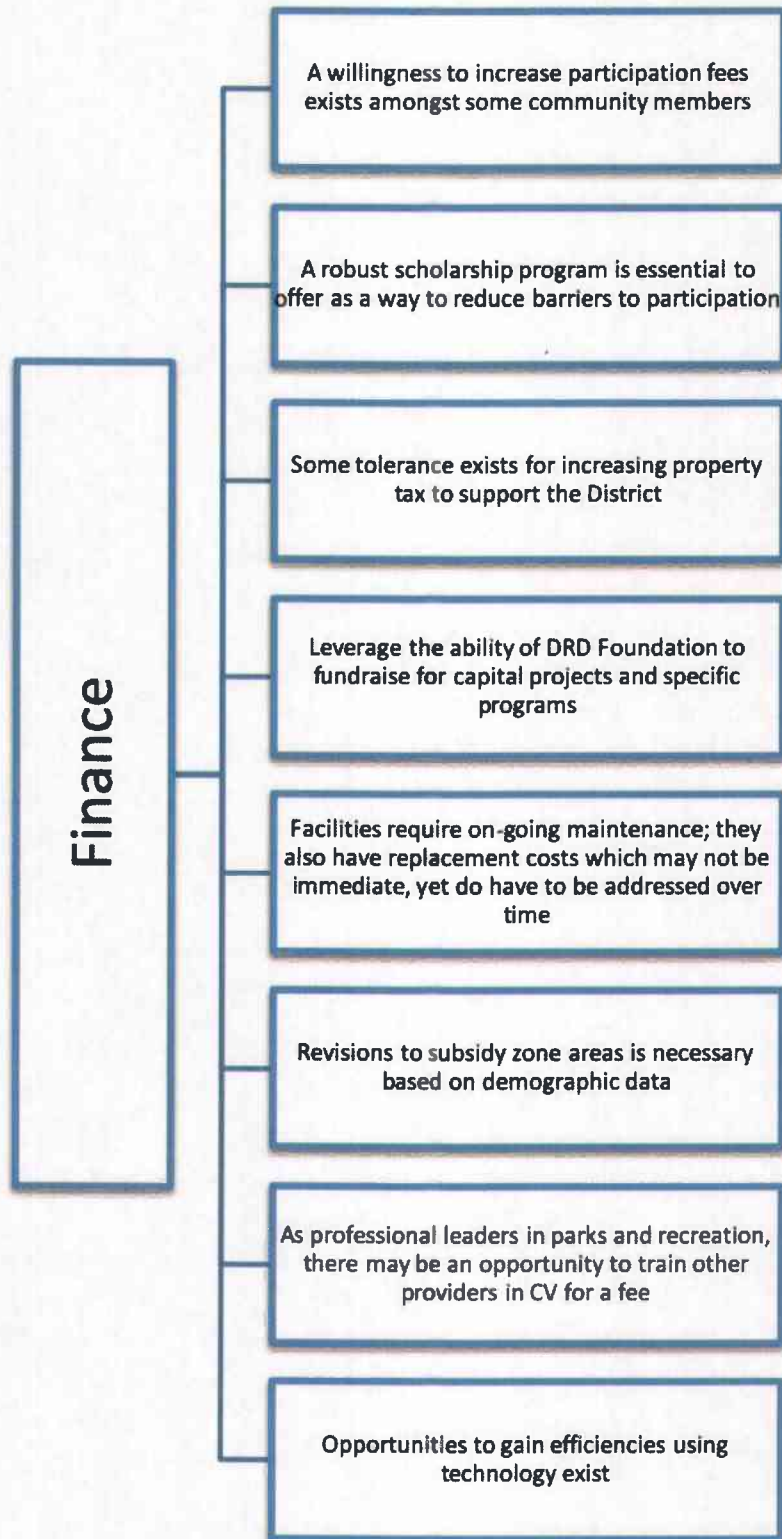 Finance
A willingness to increase participation fees
exists amongst some community members
A robust scholarship program is essential to
offer as a way to reduce barriers to participation
Some tolerance exists for increasing property
tax to support the District
Leverage the ability of DRD Foundation to
fundraise for capital projects and specific
programs
Facilities require on-going maintenance; they
also have replacement costs which may not be
immediate, yet do have to be addressed over
time
Revisions to subsidy zone areas is necessary
based on demographic data
As professional leaders in parks and recreation,
there may be an opportunity to train other
providers in CV for a fee
Opportunities to gain efficiencies using
technology exist